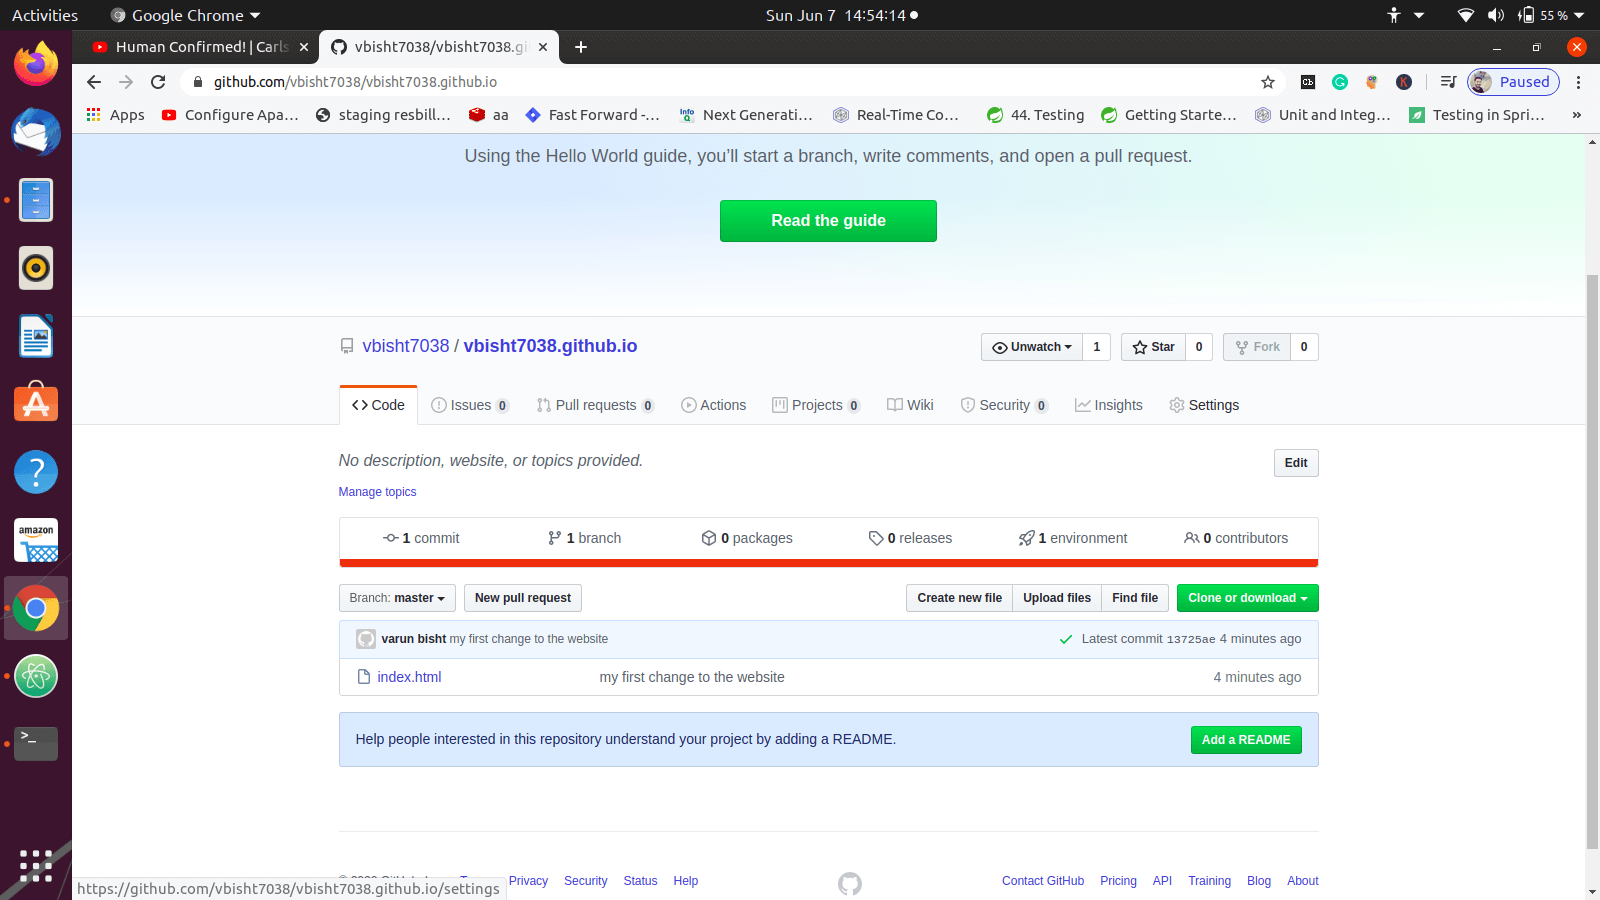 Activities
Google Chrome
Sun Jun 7 14:54:14
55 %
Human Confirmed! | Carls
vbisht7038/vbisht7038.gi
github.com/vbisht7038/vbisht7038.github.io
Paused
Apps
Configure Apa…
staging resbill…
aa
Fast Forward -…
Next Generati…
Real-Time Co…
44. Testing
Getting Starte…
Unit and Integ…
Testing in Spri…
»
Using the Hello World guide, you’ll start a branch, write comments, and open a pull request.
Read the guide
vbisht7038 / vbisht7038.github.io
Unwatch 1
Star 0
Fork 0
Code
Issues 0
Pull requests 0
Actions
Projects 0
Wiki
Security 0
Insights
Settings
No description, website, or topics provided.
Edit
Manage topics
1 commit
1 branch
0 packages
0 releases
1 environment
0 contributors
Branch: master
New pull request
Create new file
Upload files
Find file
Clone or download
varun bisht my first change to the website
Latest commit 13725ae 4 minutes ago
index.html
my first change to the website
4 minutes ago
Help people interested in this repository understand your project by adding a README.
Add a README
amazon
Privacy
Security
Status
Help
Contact GitHub
Pricing
API
Training
Blog
About
https://github.com/vbisht7038/vbisht7038.github.io/settings